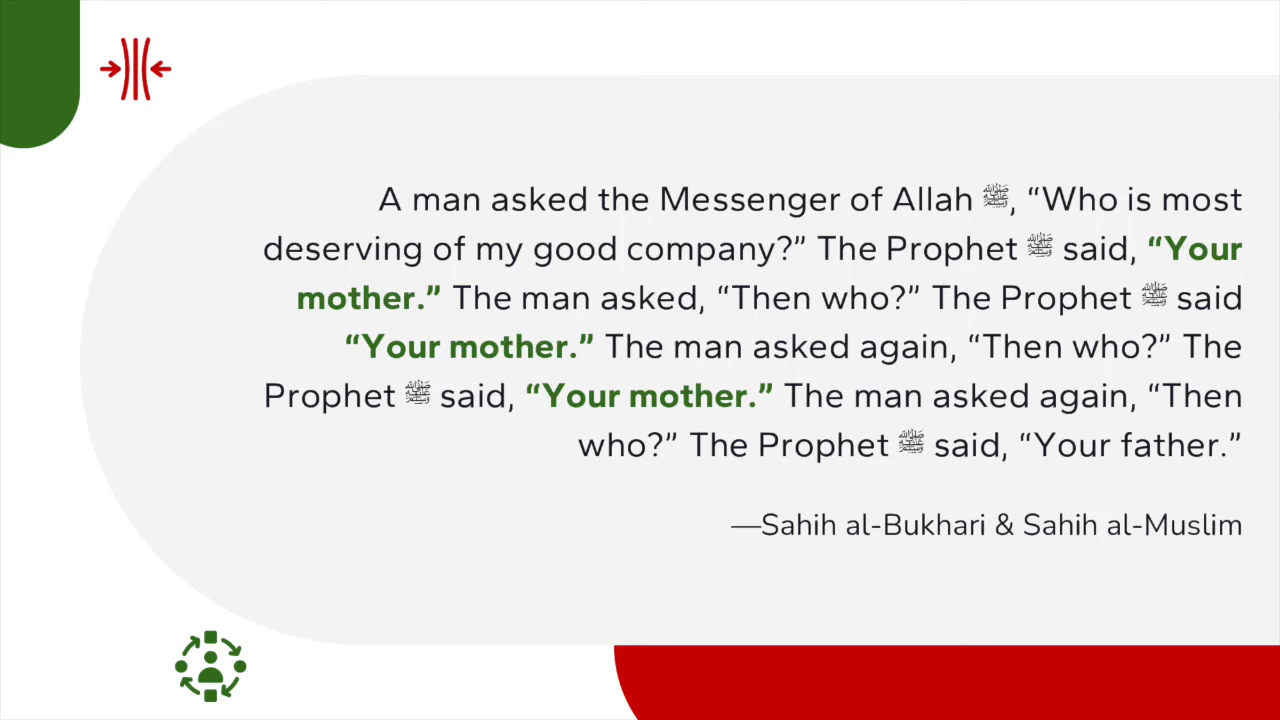 A man asked the Messenger of Allah ﷺ, “Who is most
deserving of my good company?” The Prophet ﷺ said, “Your
mother.” The man asked, “Then who?” The Prophet ﷺ said
“Your mother.” The man asked again, “Then who?” The
Prophet ﷺ said, “Your mother.” The man asked again, “Then
who?” The Prophet ﷺ said, “Your father.”
—Sahih al-Bukhari & Sahih al-Muslim